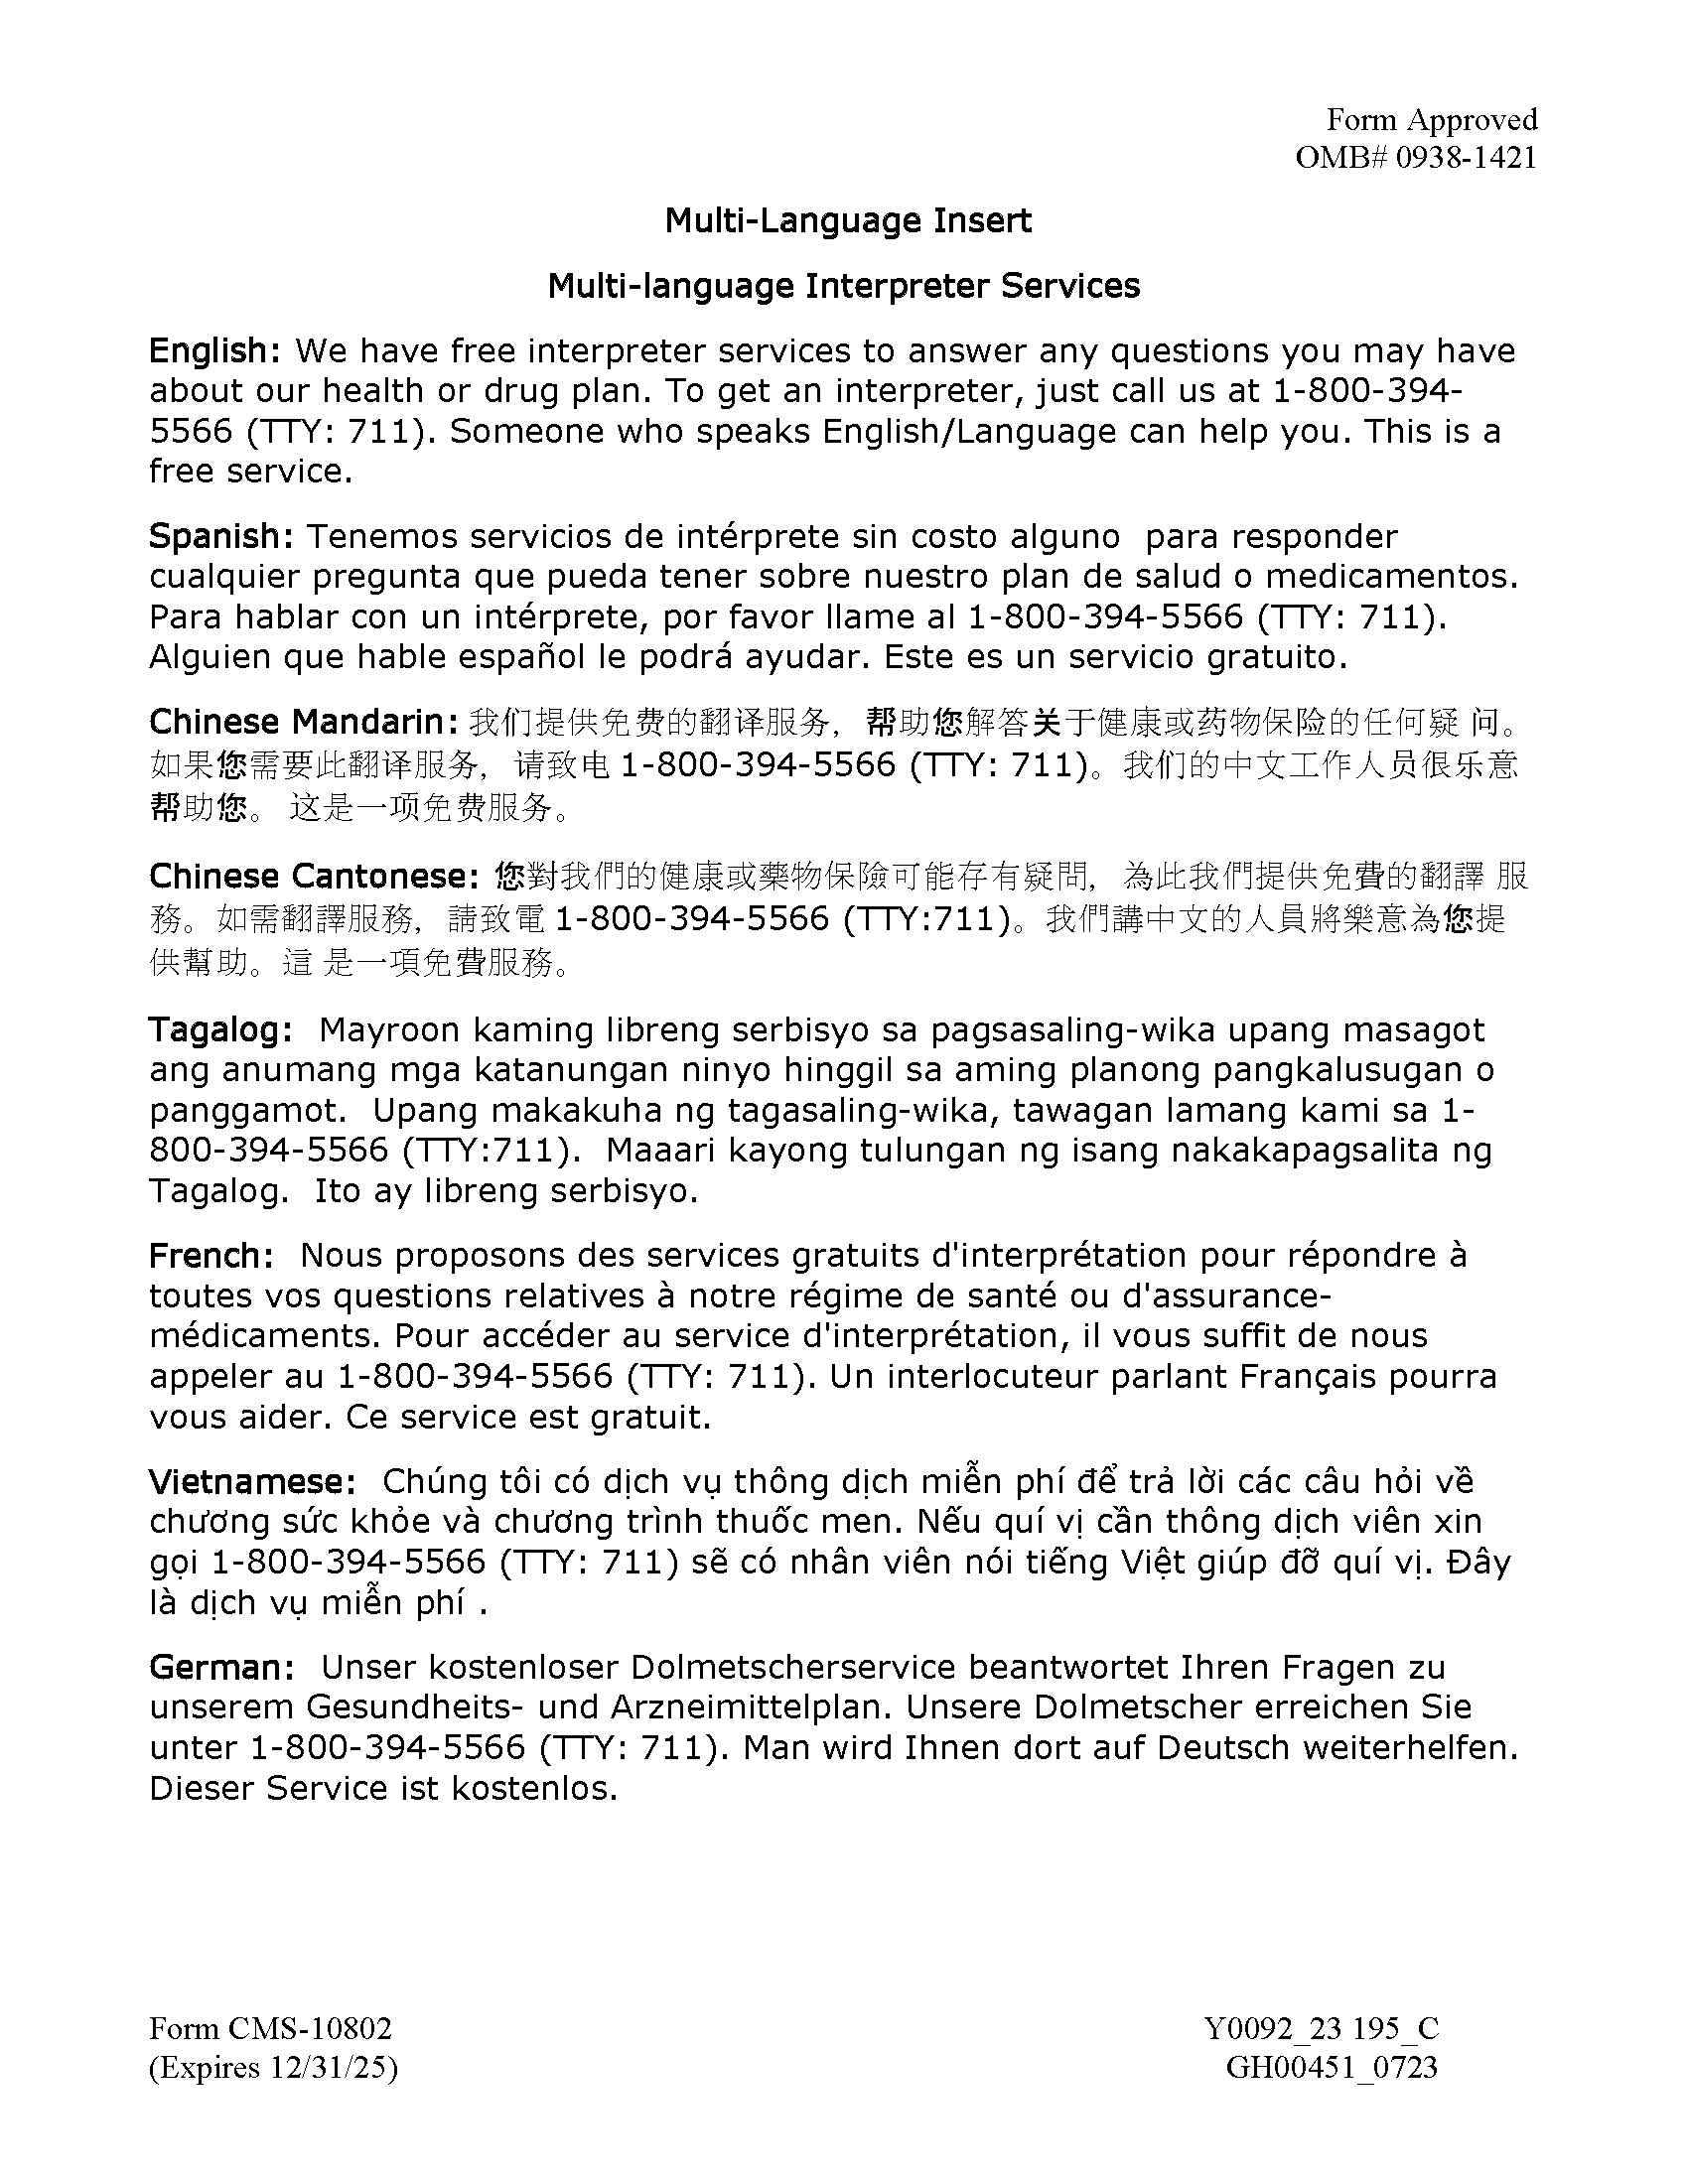 Form Approved
OMB# 0938-1421
Multi-Language Insert
Multi-language Interpreter Services
English: We have free interpreter services to answer any questions you may have
about our health or drug plan. To get an interpreter, just call us at 1-800-394-
5566 (TTY: 711). Someone who speaks English/Language can help you. This is a
free service.
Spanish: Tenemos servicios de intérprete sin costo alguno  para responder
cualquier pregunta que pueda tener sobre nuestro plan de salud o medicamentos.
Para hablar con un intérprete, por favor llame al 1-800-394-5566 (TTY: 711).
Alguien que hable español le podrá ayudar. Este es un servicio gratuito.
Chinese Mandarin: 我们提供免费的翻译服务，帮助您解答关于健康或药物保险的任何疑 问。
如果您需要此翻译服务，请致电 1-800-394-5566 (TTY: 711)。我们的中文工作人员很乐意
帮助您。 这是一项免费服务。
Chinese Cantonese: 您對我們的健康或藥物保險可能存有疑問，為此我們提供免費的翻譯 服
務。如需翻譯服務，請致電 1-800-394-5566 (TTY:711)。我們講中文的人員將樂意為您提
供幫助。這 是一項免費服務。
Tagalog:  Mayroon kaming libreng serbisyo sa pagsasaling-wika upang masagot
ang anumang mga katanungan ninyo hinggil sa aming planong pangkalusugan o
panggamot.  Upang makakuha ng tagasaling-wika, tawagan lamang kami sa 1-
800-394-5566 (TTY:711).  Maaari kayong tulungan ng isang nakakapagsalita ng
Tagalog.  Ito ay libreng serbisyo.
French:  Nous proposons des services gratuits d'interprétation pour répondre à
toutes vos questions relatives à notre régime de santé ou d'assurance-
médicaments. Pour accéder au service d'interprétation, il vous suffit de nous
appeler au 1-800-394-5566 (TTY: 711). Un interlocuteur parlant Français pourra
vous aider. Ce service est gratuit.
Vietnamese:  Chúng tôi có dịch vụ thông dịch miễn phí để trả lời các câu hỏi về
chương sức khỏe và chương trình thuốc men. Nếu quí vị cần thông dịch viên xin
gọi 1-800-394-5566 (TTY: 711) sẽ có nhân viên nói tiếng Việt giúp đỡ quí vị. Đây
là dịch vụ miễn phí .
German:  Unser kostenloser Dolmetscherservice beantwortet Ihren Fragen zu
unserem Gesundheits- und Arzneimittelplan. Unsere Dolmetscher erreichen Sie
unter 1-800-394-5566 (TTY: 711). Man wird Ihnen dort auf Deutsch weiterhelfen.
Dieser Service ist kostenlos.
Form CMS-10802
(Expires 12/31/25)
Y0092_23 195_C
GH00451_0723